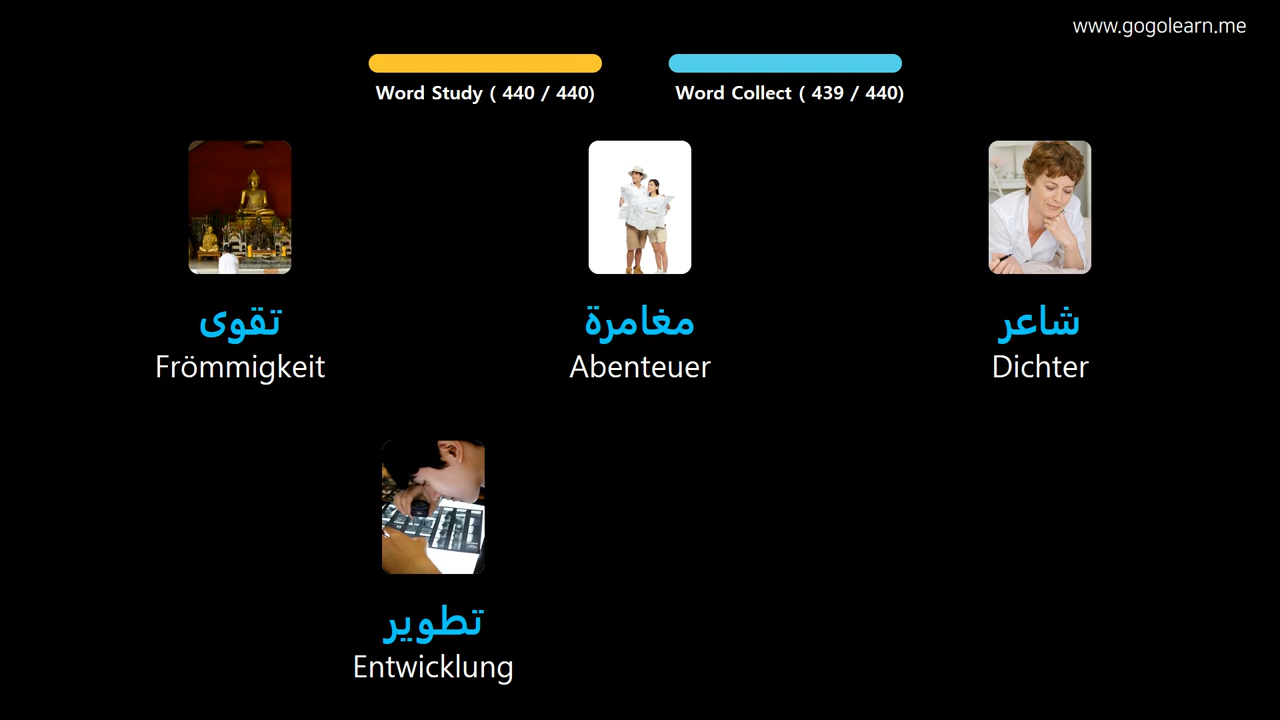 www.gogolearn.me
Word Study ( 440 / 440)
Word Collect ( 439 / 440)
تقوى
Frömmigkeit
مغامرة
Abenteuer
شاعر
Dichter
تطوير
Entwicklung